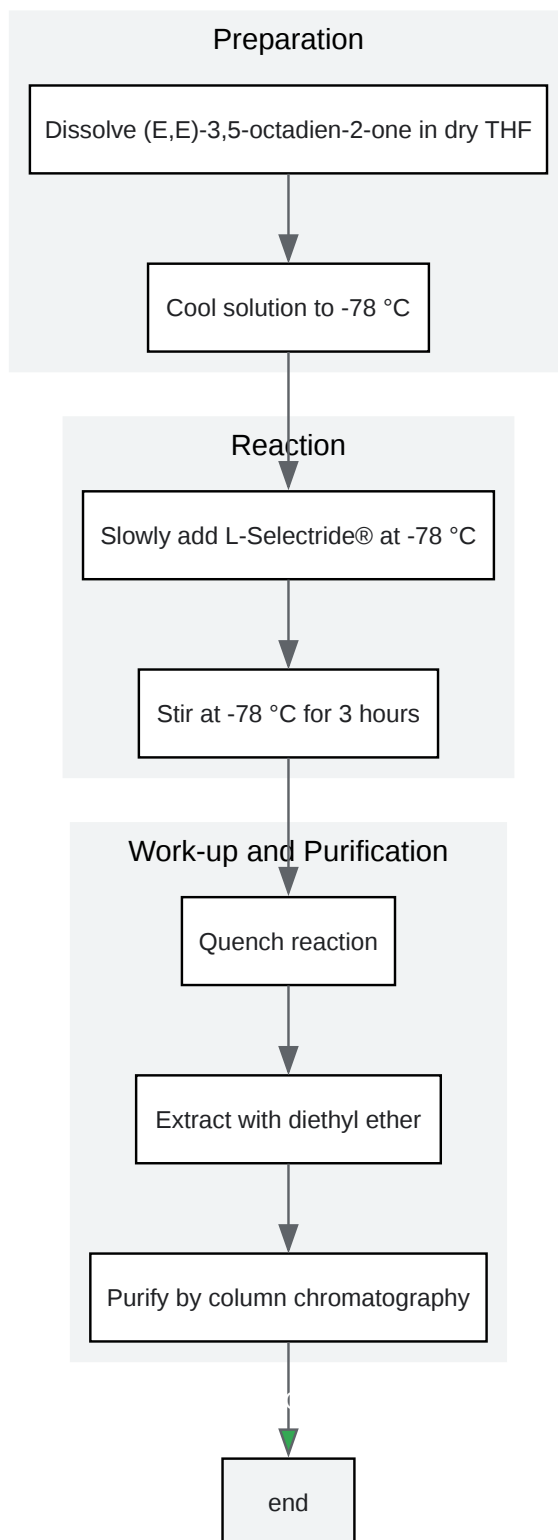 Preparation
Dissolve (E,E)-3,5-octadien-2-one in dry THF
Cool solution to -78 °C
Reaction
Slowly add L-Selectride® at -78 °C
Stir at -78 °C for 3 hours
Work-up and Purification
Quench reaction
Extract with diethyl ether
Purify by column chromatography
end